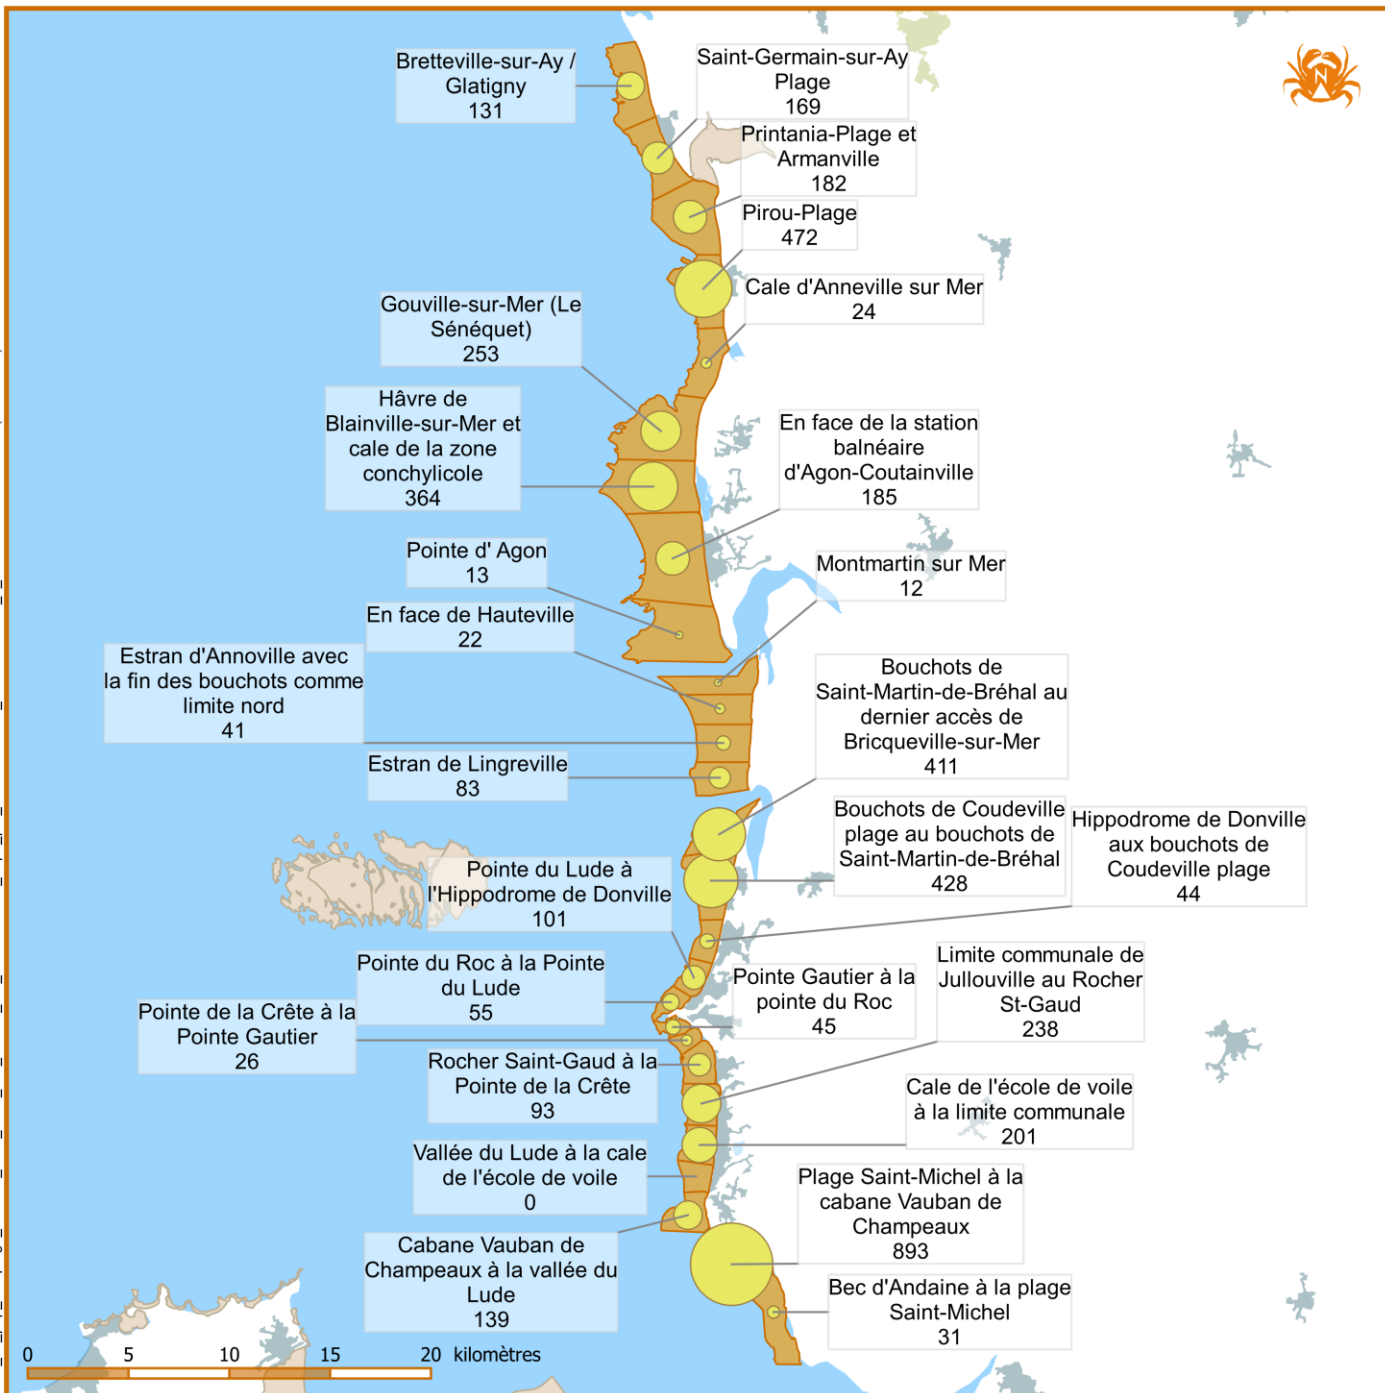 Bretteville-sur-Ay /
Glatigny
131
Saint-Germain-sur-Ay
Plage
169
Printania-Plage et
Armanville
182
Pirou-Plage
472
Cale d'Anneville sur Mer
24
Gouville-sur-Mer (Le
Sénéquet)
253
Hâvre de
Blainville-sur-Mer et
cale de la zone
conchylicole
364
En face de la station
balnéaire
d'Agon-Coutainville
185
Pointe d' Agon
13
Montmartin sur Mer
12
En face de Hauteville
22
Estran d'Annoville avec
la fin des bouchots comme
limite nord
41
Bouchots de
Saint-Martin-de-Bréhal au
dernier accès de
Bricqueville-sur-Mer
411
Estran de Lingreville
83
Bouchots de Coudeville
plage au bouchots de
Saint-Martin-de-Bréhal
428
Hippodrome de Donville
aux bouchots de
Coudeville plage
44
Pointe du Lude à
l'Hippodrome de Donville
101
Pointe du Roc à la Pointe
du Lude
55
Pointe Gautier à la
pointe du Roc
45
Limite communale de
Jullouville au Rocher
St-Gaud
238
Pointe de la Crête à la
Pointe Gautier
26
Rocher Saint-Gaud à la
Pointe de la Crête
93
Cale de l'école de voile
à la limite communale
201
Vallée du Lude à la cale
de l'école de voile
0
Plage Saint-Michel à la
cabane Vauban de
Champeaux
893
Cabane Vauban de
Champeaux à la vallée du
Lude
139
Bec d'Andaine à la plage
Saint-Michel
31
0 5 10 15 20 kilomètres
N